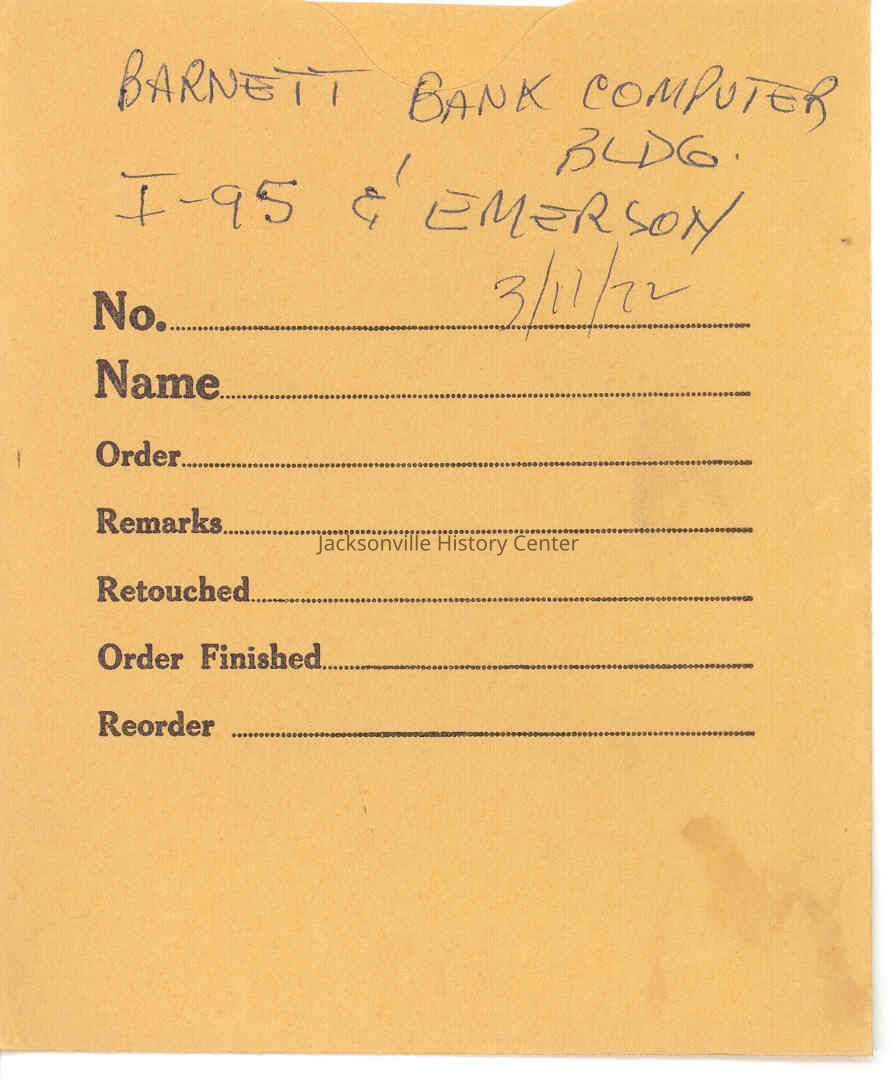 BARNETT BANK COMPUTER
BLDG.
I-95 & EMERSON
3/11/72
No.
Name
Order
Remarks
Jacksonville History Center
Retouched
Order Finished
Reorder